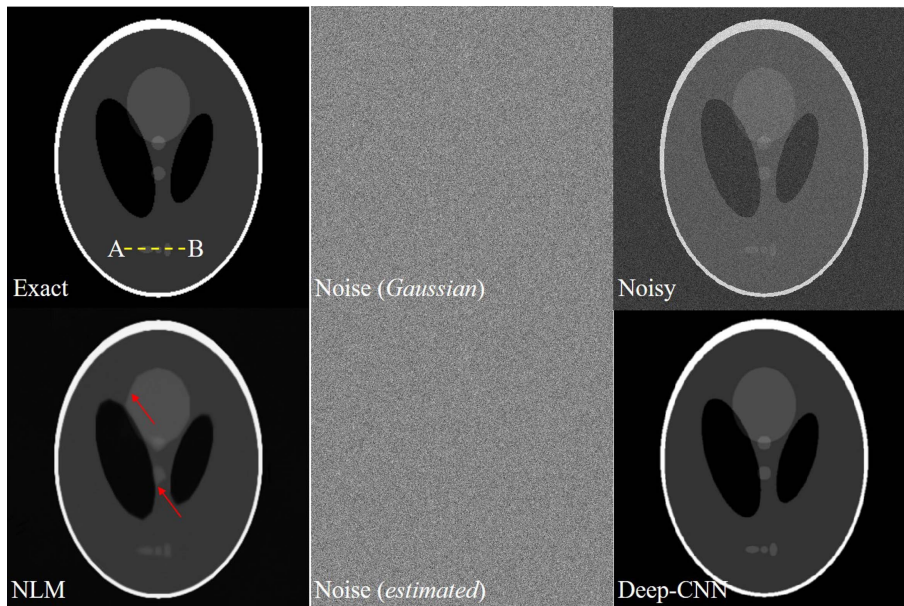 A B
Exact
Noise (Gaussian)
Noisy
NLM
Noise (estimated)
Deep-CNN